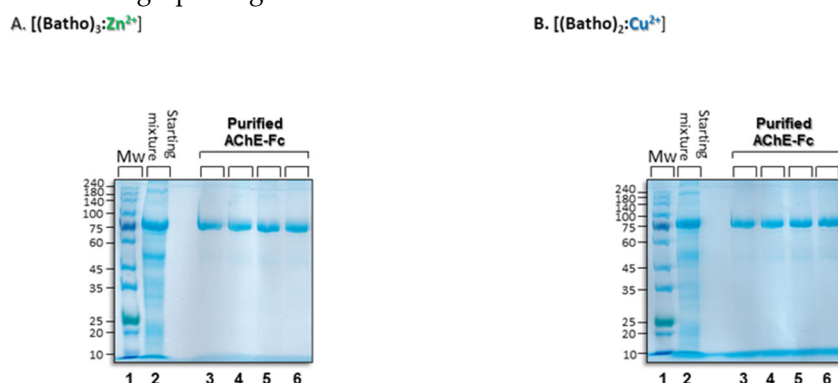 A. [(Batho)3:Zn2+]
Starting mixture
Purified
AChE-Fc
Mw
240
180
140
100
75
60
45
35
25
20
10
1 2 3 4 5 6
B. [(Batho)2:Cu2+]
Starting mixture
Purified
AChE-Fc
Mw
240
180
140
100
75
60
45
35
25
20
10
1 2 3 4 5 6